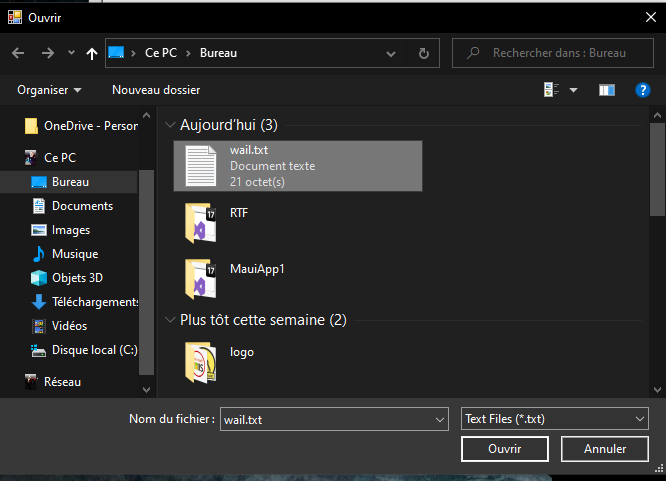 Ouvrir
Ce PC
Bureau
Rechercher dans : Bureau
Organiser
Nouveau dossier
?
OneDrive - Person
Ce PC
Bureau
Documents
Images
Musique
Objets 3D
Téléchargements
Vidéos
Disque local (C:)
Réseau
Aujourd'hui (3)
wail.txt
Document texte
21 octet(s)
17
RTF
17
MauiApp1
Plus tôt cette semaine (2)
logo
Nom du fichier :
wail.txt
Text Files (*.txt)
Ouvrir
Annuler